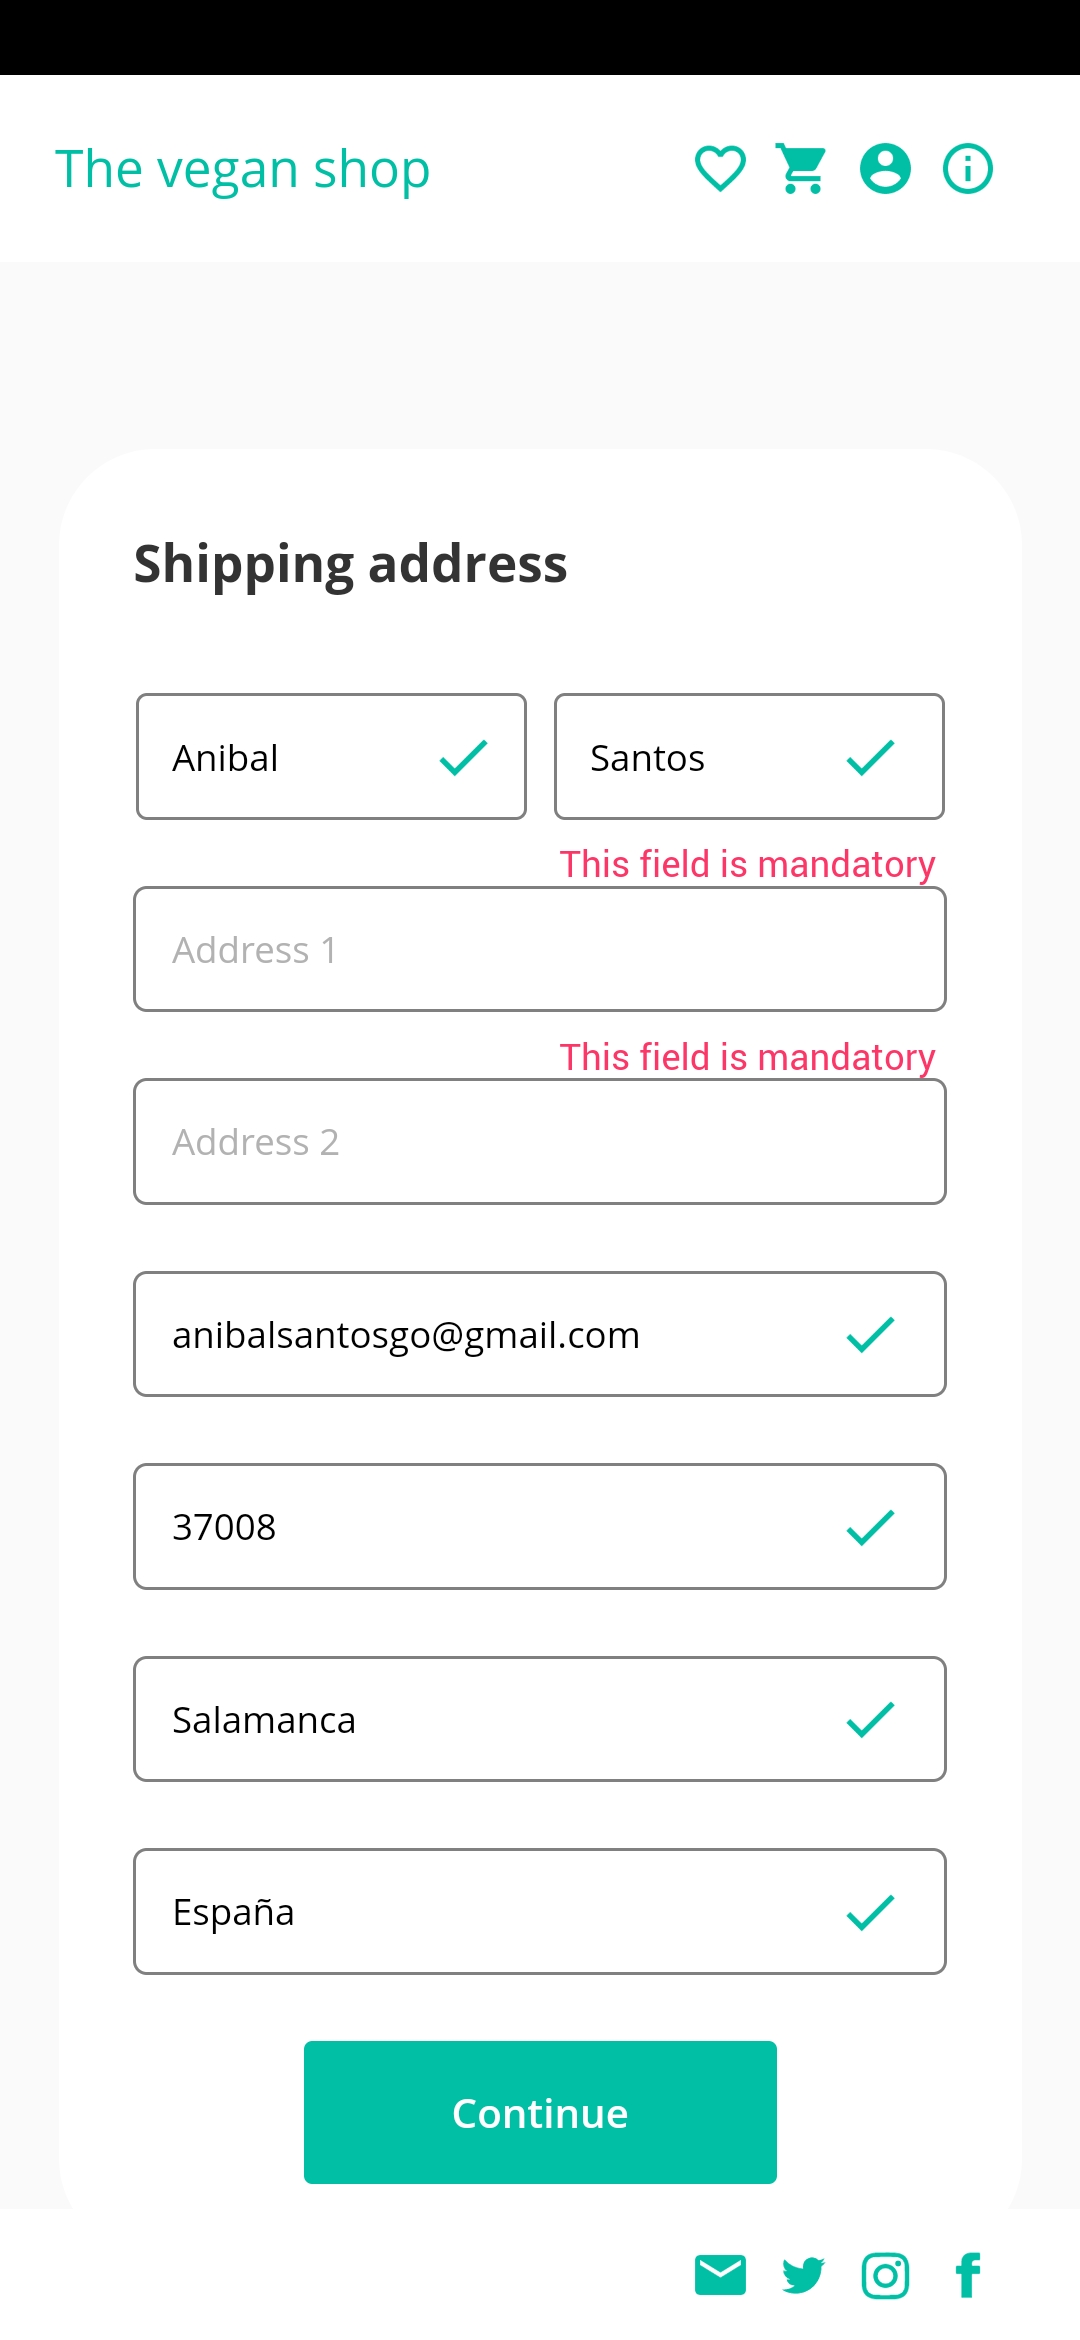 The vegan shop
Shipping address
Anibal
Santos
This field is mandatory
Address 1
This field is mandatory
Address 2
anibalsantosgo@gmail.com
37008
Salamanca
España
Continue